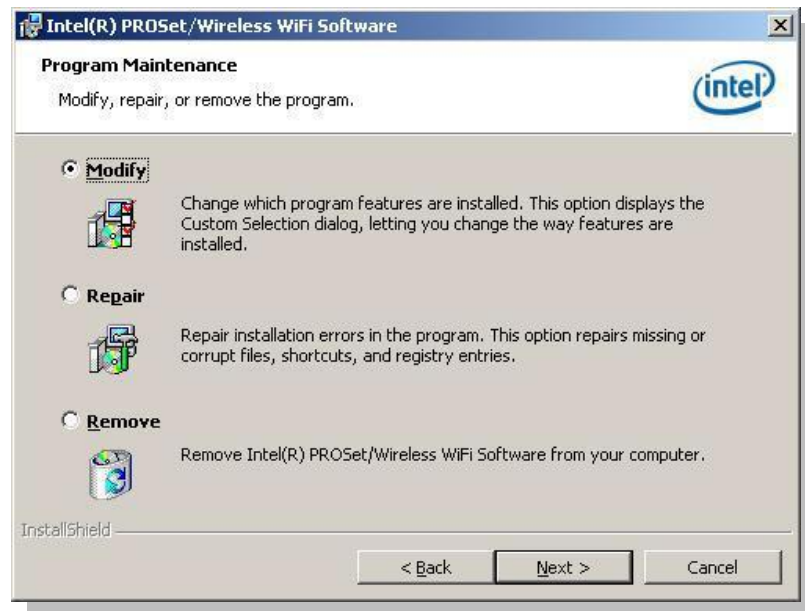 Intel(R) PROSet/Wireless WiFi Software
Program Maintenance
Modify, repair, or remove the program.
intel
Modify
Change which program features are installed. This option displays the
Custom Selection dialog, letting you change the way features are
installed.
Repair
Repair installation errors in the program. This option repairs missing or
corrupt files, shortcuts, and registry entries.
Remove
Remove Intel(R) PROSet/Wireless WiFi Software from your computer.
InstallShield
< Back
Next >
Cancel